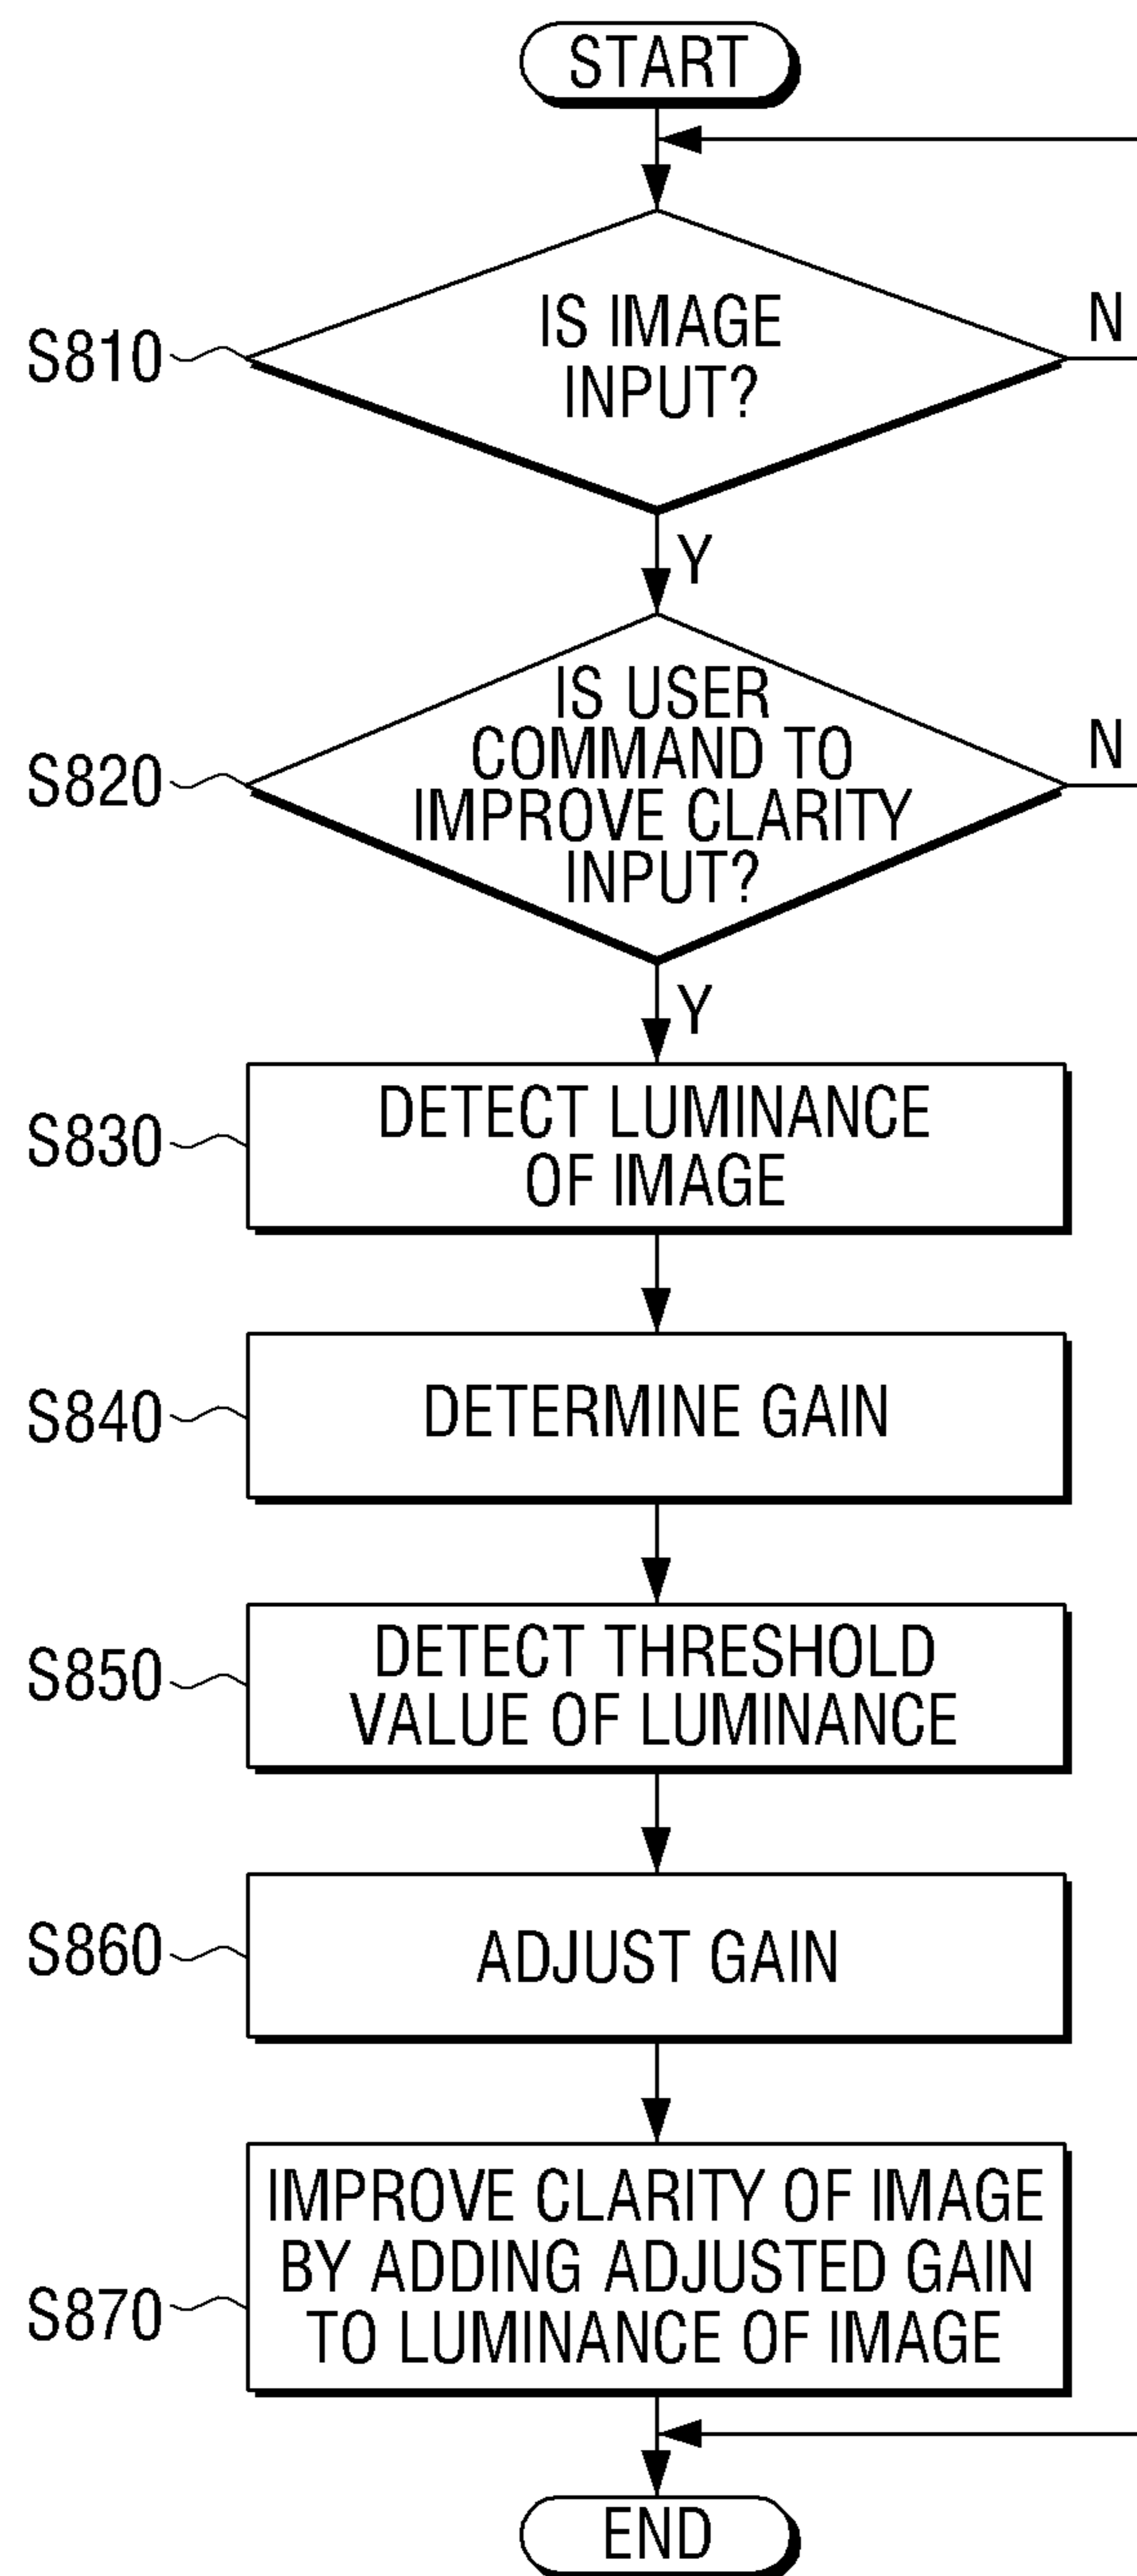 START
IS IMAGE
INPUT?
N
S810
Y
IS USER
COMMAND TO
IMPROVE CLARITY
INPUT?
N
S820
Y
S830
DETECT LUMINANCE
OF IMAGE
S840
DETERMINE GAIN
S850
DETECT THRESHOLD
VALUE OF LUMINANCE
S860
ADJUST GAIN
S870
IMPROVE CLARITY OF IMAGE
BY ADDING ADJUSTED GAIN
TO LUMINANCE OF IMAGE
END